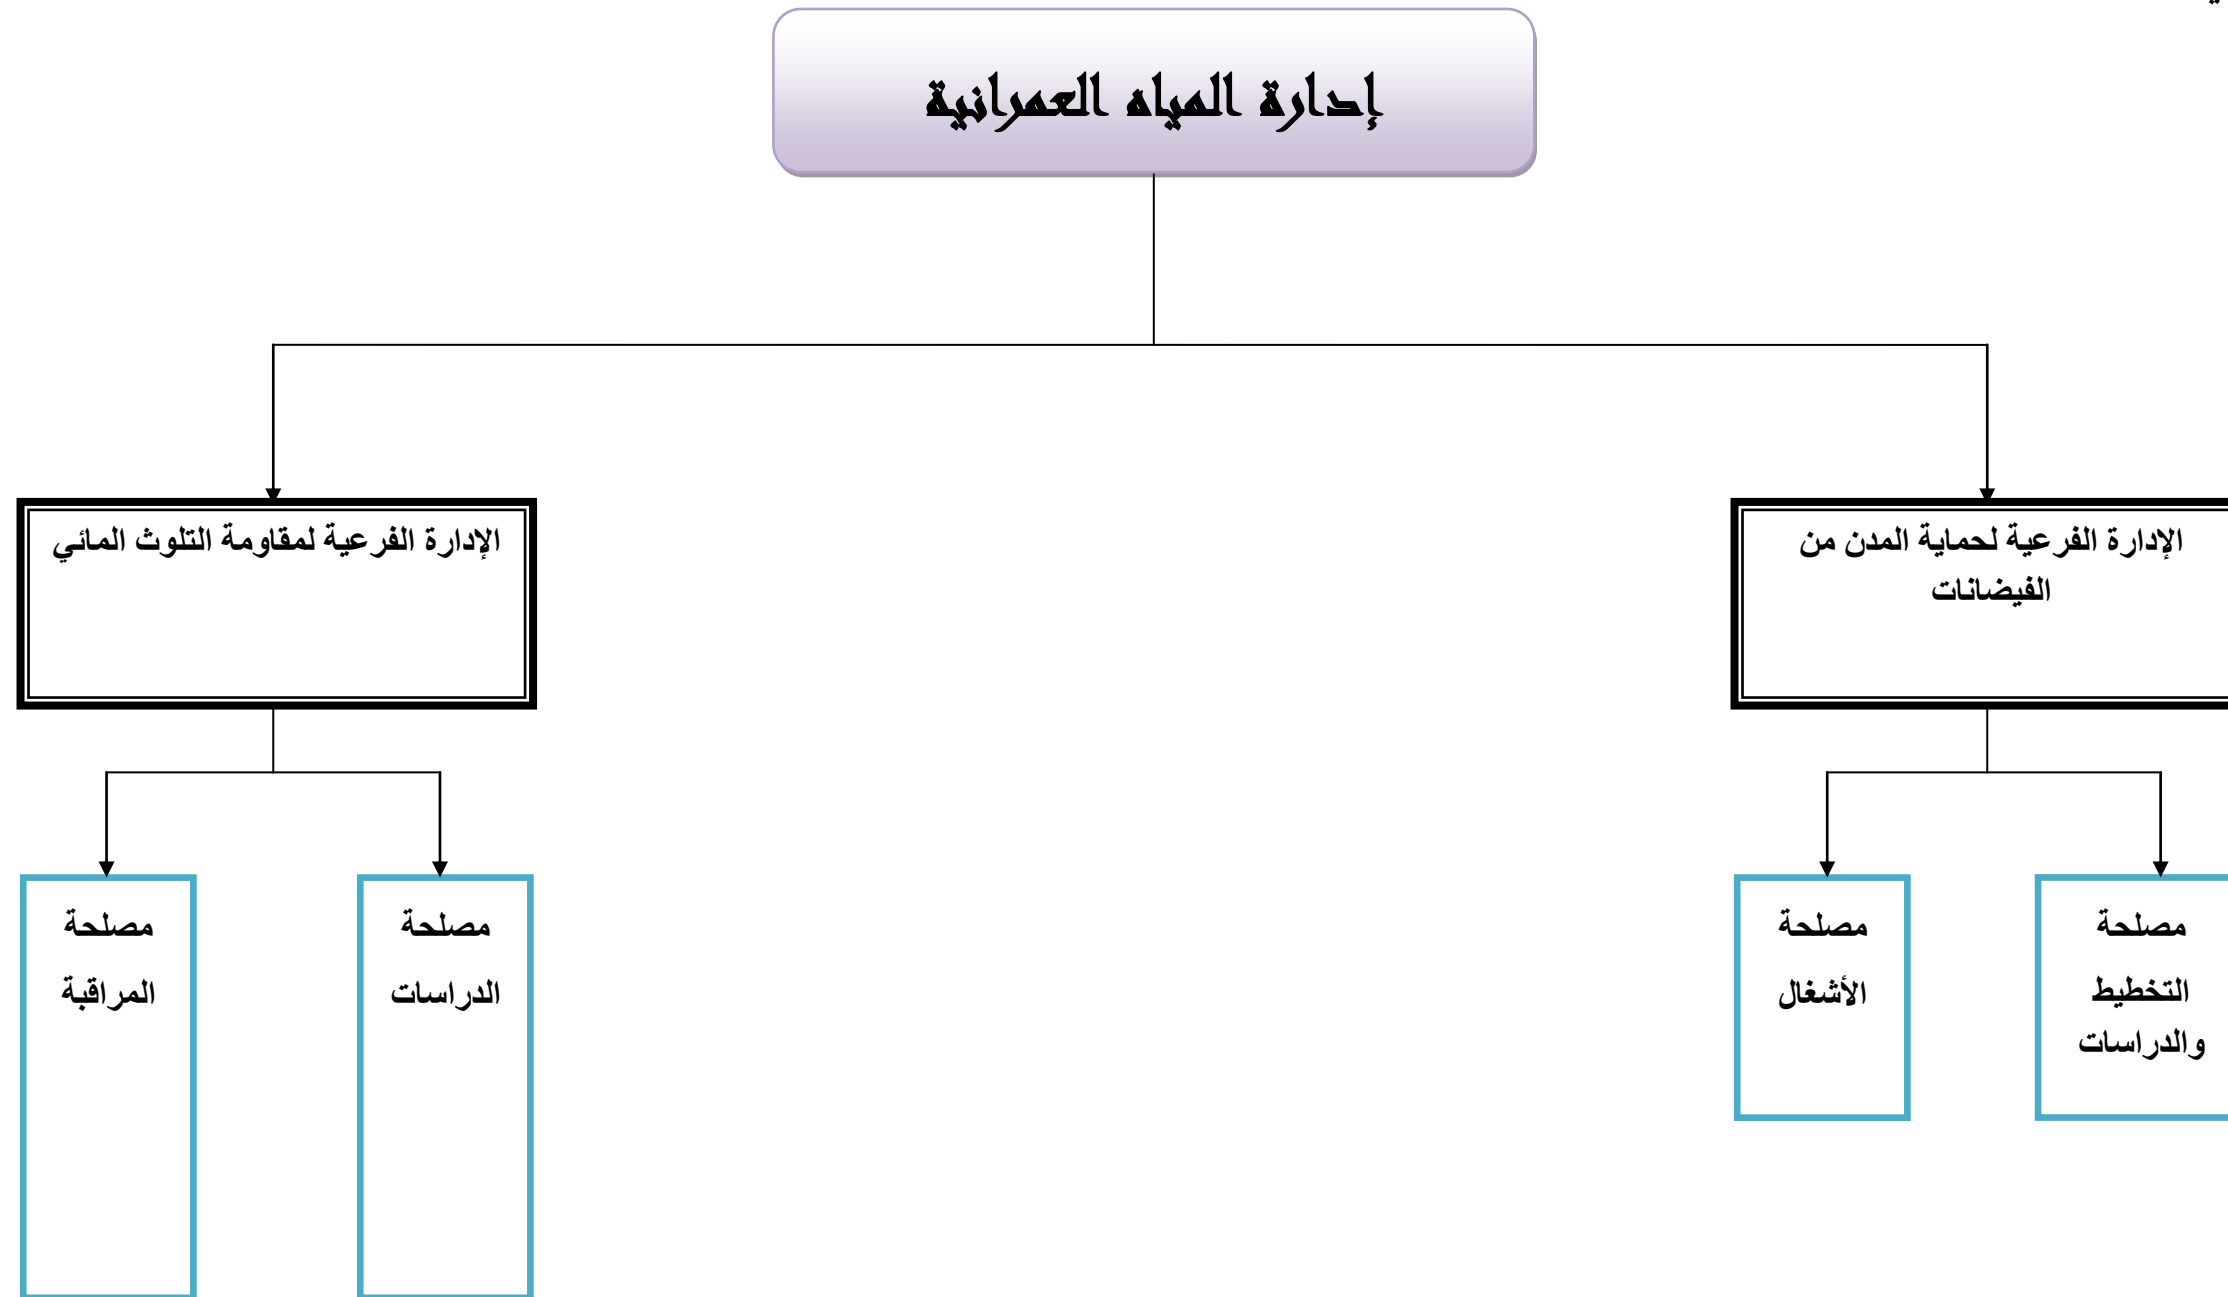 إدارة المياه العمرانية
الإدارة الفرعية لحماية المدن من
الفيضانات
الإدارة الفرعية لمقاومة التلوث المائي
مصلحة
التخطيط
والدراسات
مصلحة
الأشغال
مصلحة
الدراسات
مصلحة
المراقبة